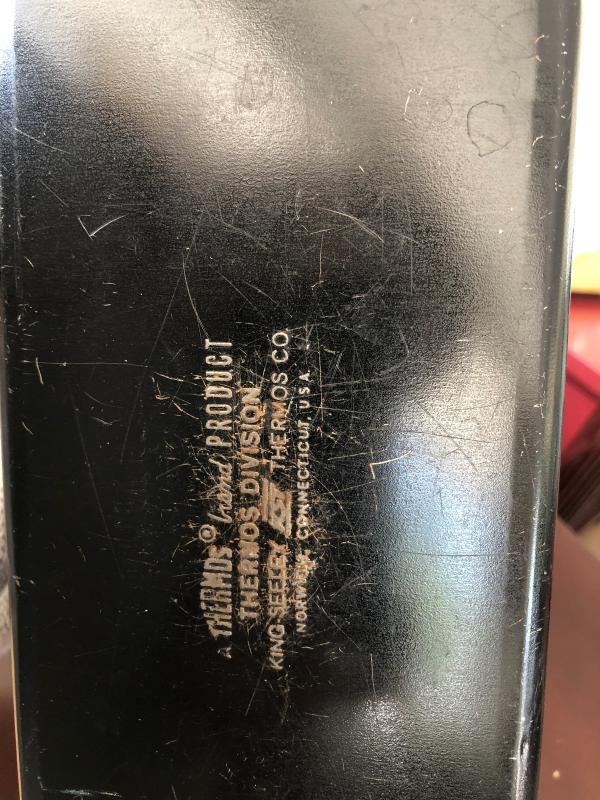 a THERMOS® brand PRODUCT
THERMOS DIVISION
KING-SEELEY THERMOS CO.
NORWICH, CONNECTICUT, U.S.A.